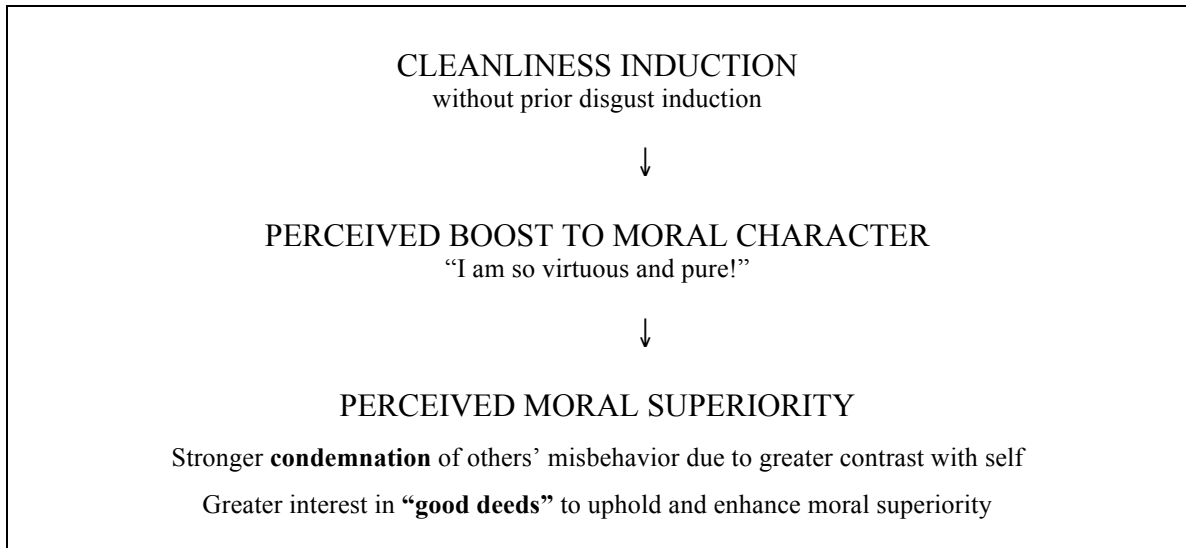 CLEANLINESS INDUCTION
without prior disgust induction
↓
PERCEIVED BOOST TO MORAL CHARACTER
“I am so virtuous and pure!”
↓
PERCEIVED MORAL SUPERIORITY
Stronger condemnation of others’ misbehavior due to greater contrast with self
Greater interest in “good deeds” to uphold and enhance moral superiority